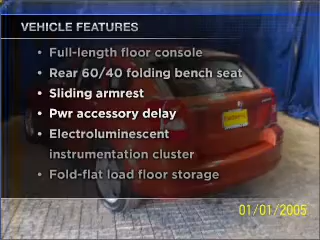 VEHICLE FEATURES
• Full-length floor console
• Rear 60/40 folding bench seat
• Sliding armrest
• Pwr accessory delay
• Electroluminescent
instrumentation cluster
• Fold-flat load floor storage
01/01/2005